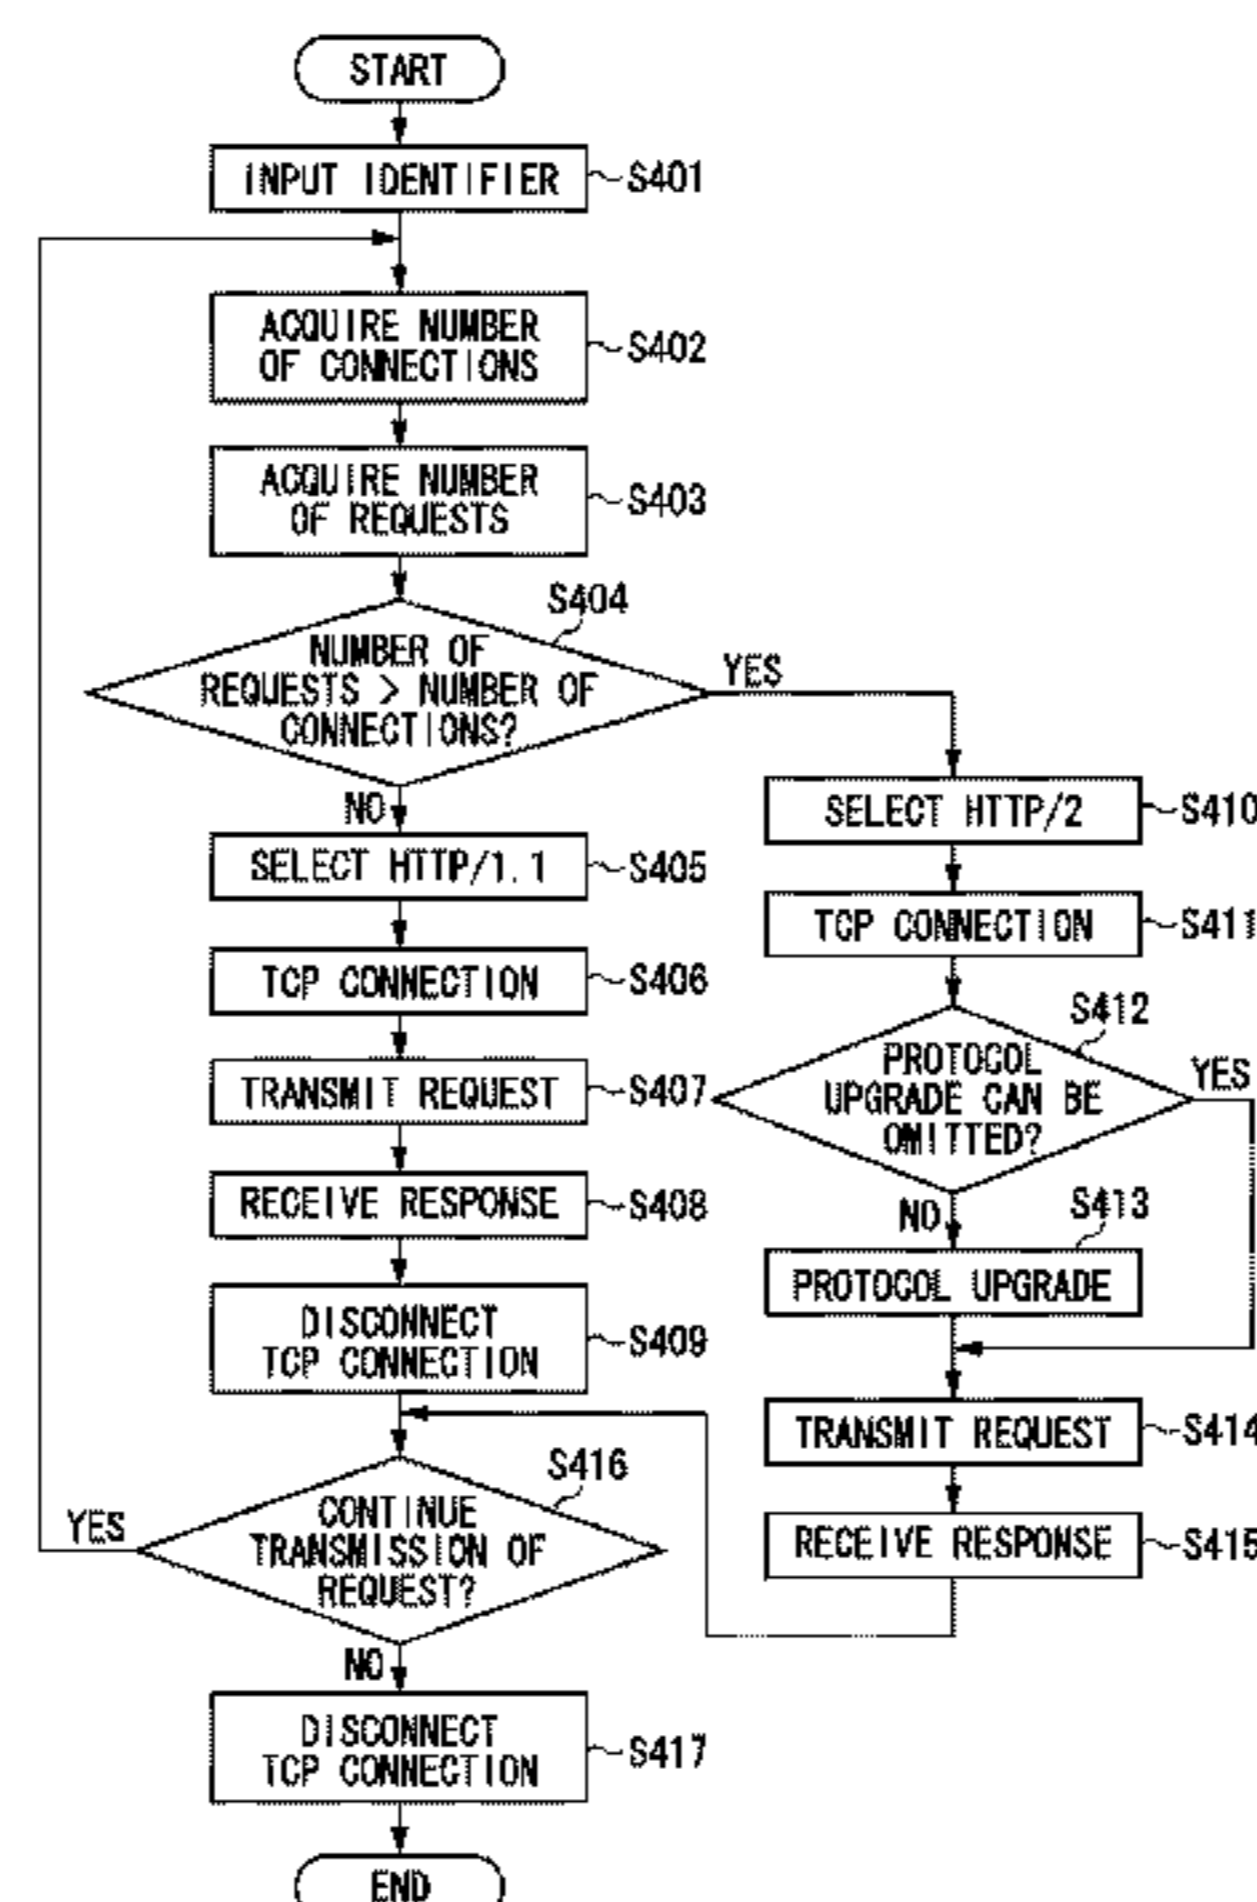 START
INPUT IDENTIFIER
S401
ACQUIRE NUMBER
OF CONNECTIONS
S402
ACQUIRE NUMBER
OF REQUESTS
S403
S404
NUMBER OF
REQUESTS > NUMBER OF
CONNECTIONS?
YES
NO
SELECT HTTP/1.1
S405
TCP CONNECTION
S406
TRANSMIT REQUEST
S407
RECEIVE RESPONSE
S408
DISCONNECT
TCP CONNECTION
S409
SELECT HTTP/2
S410
TCP CONNECTION
S411
S412
PROTOCOL
UPGRADE CAN BE
OMITTED?
YES
NO
S413
PROTOCOL UPGRADE
TRANSMIT REQUEST
S414
RECEIVE RESPONSE
S415
S416
CONTINUE
TRANSMISSION OF
REQUEST?
YES
NO
DISCONNECT
TCP CONNECTION
S417
END